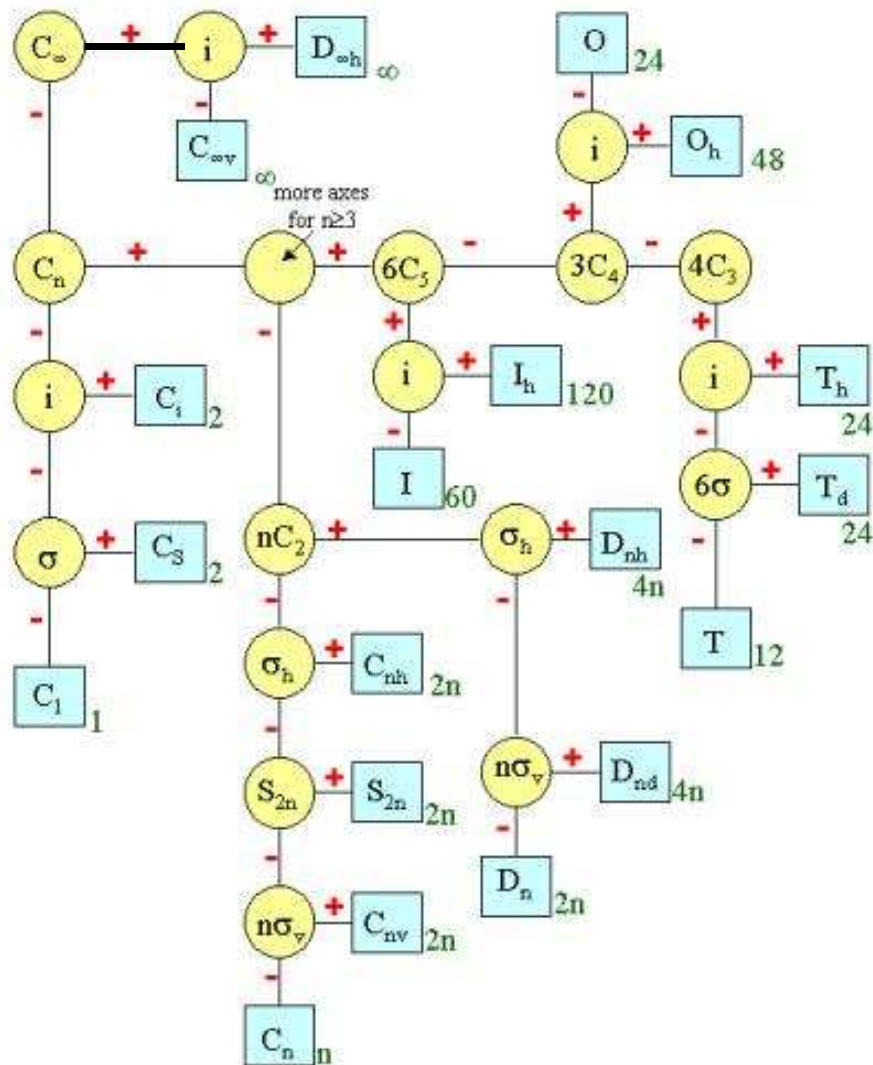 C∞
+
i
+
D∞h
∞
-
-
C∞v
∞
O
24
-
i
+
Oh
48
+
more axes
for n≥3
Cn
+
+
6C5
-
3C4
-
4C3
-
-
+
+
i
+
Ci
2
i
+
Ih
120
i
+
Th
24
-
-
-
I
60
6σ
+
Td
24
σ
+
CS
2
nC2
+
σh
+
Dnh
4n
-
-
-
-
C1
1
σh
+
Cnh
2n
T
12
-
S2n
+
S2n
2n
nσv
+
Dnd
4n
-
-
nσv
+
Cnv
2n
Dn
2n
-
Cn
n